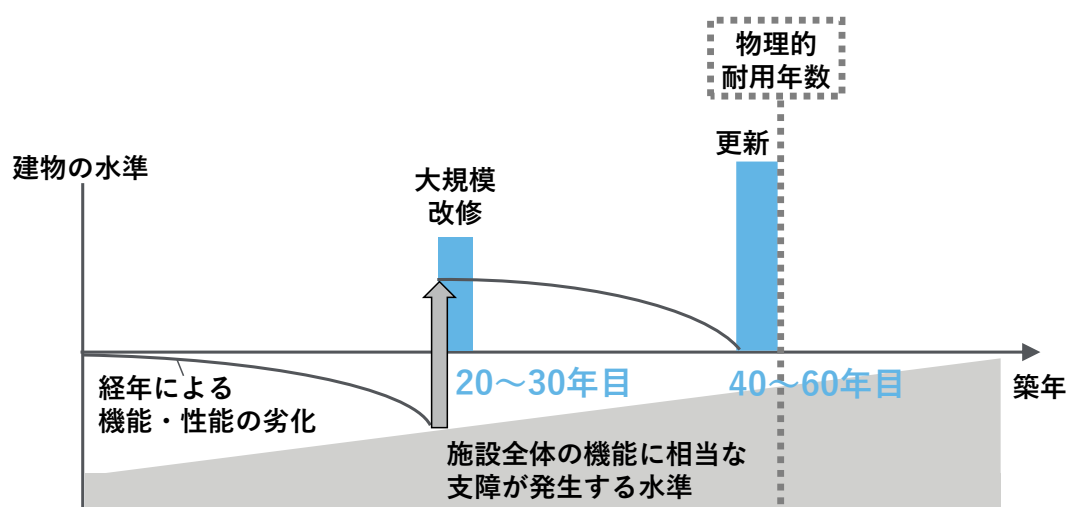 物理的
耐用年数
更新
建物の水準
大規模
改修
20～30年目
40～60年目
築年
経年による
機能・性能の劣化
施設全体の機能に相当な
支障が発生する水準